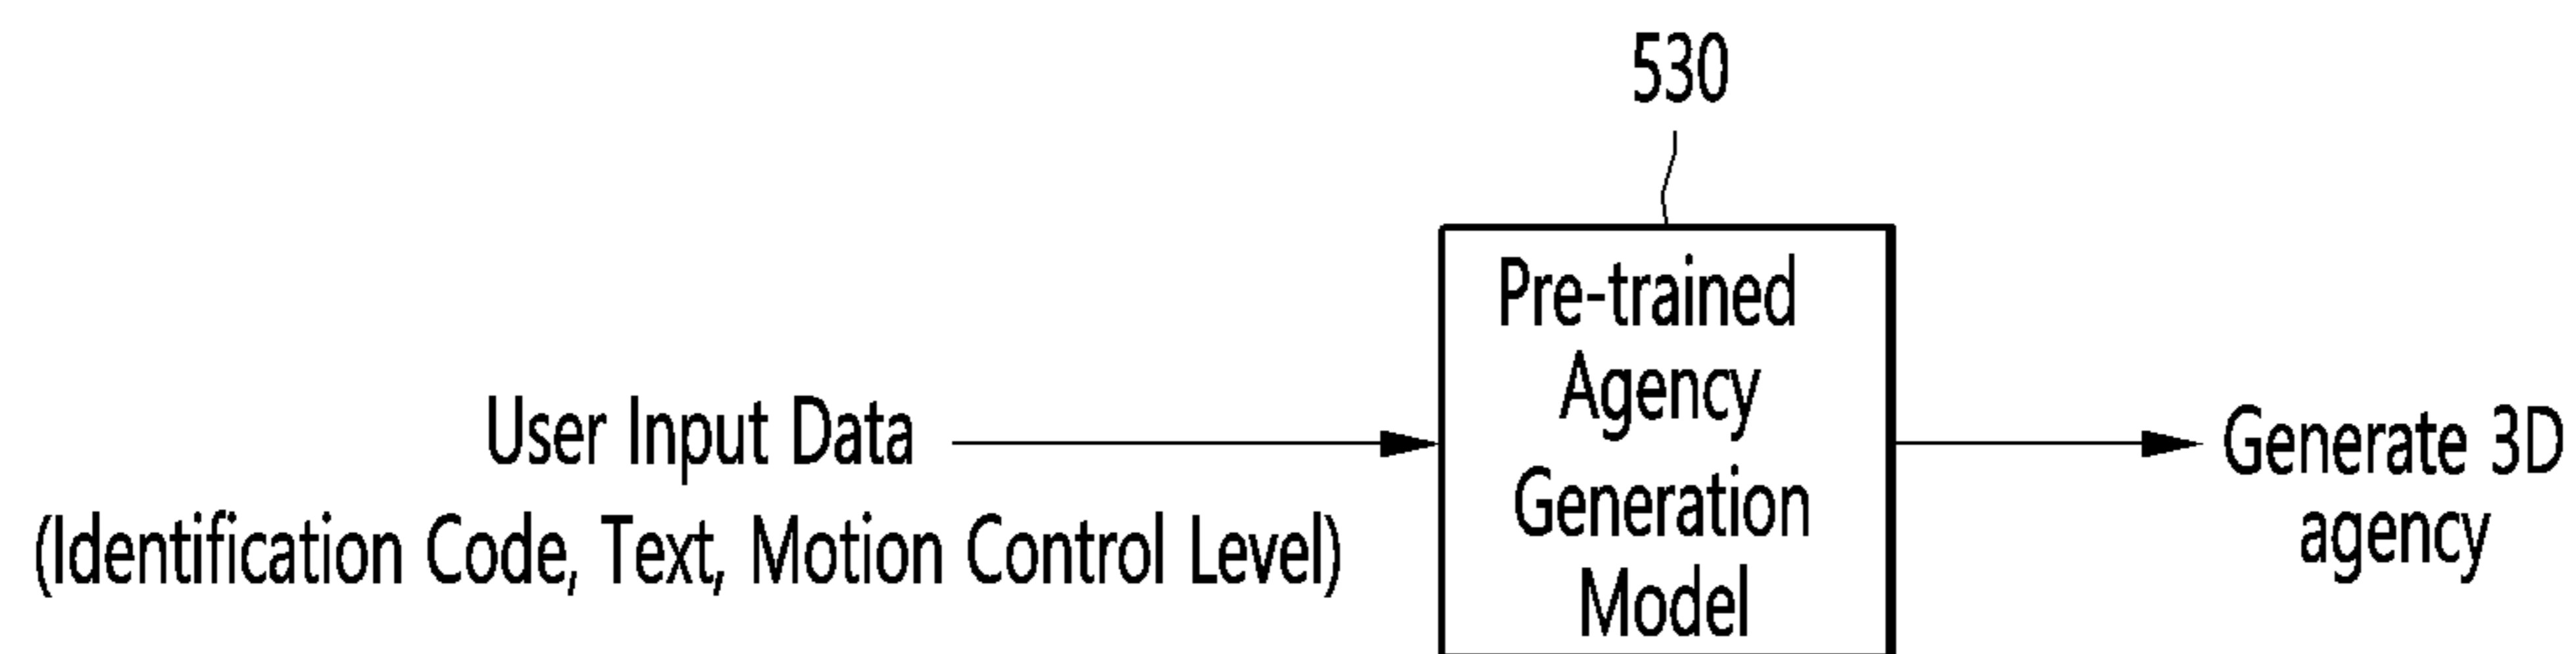 530
Pre-trained
Agency
Generation
Model
User Input Data
(Identification Code, Text, Motion Control Level)
Generate 3D
agency